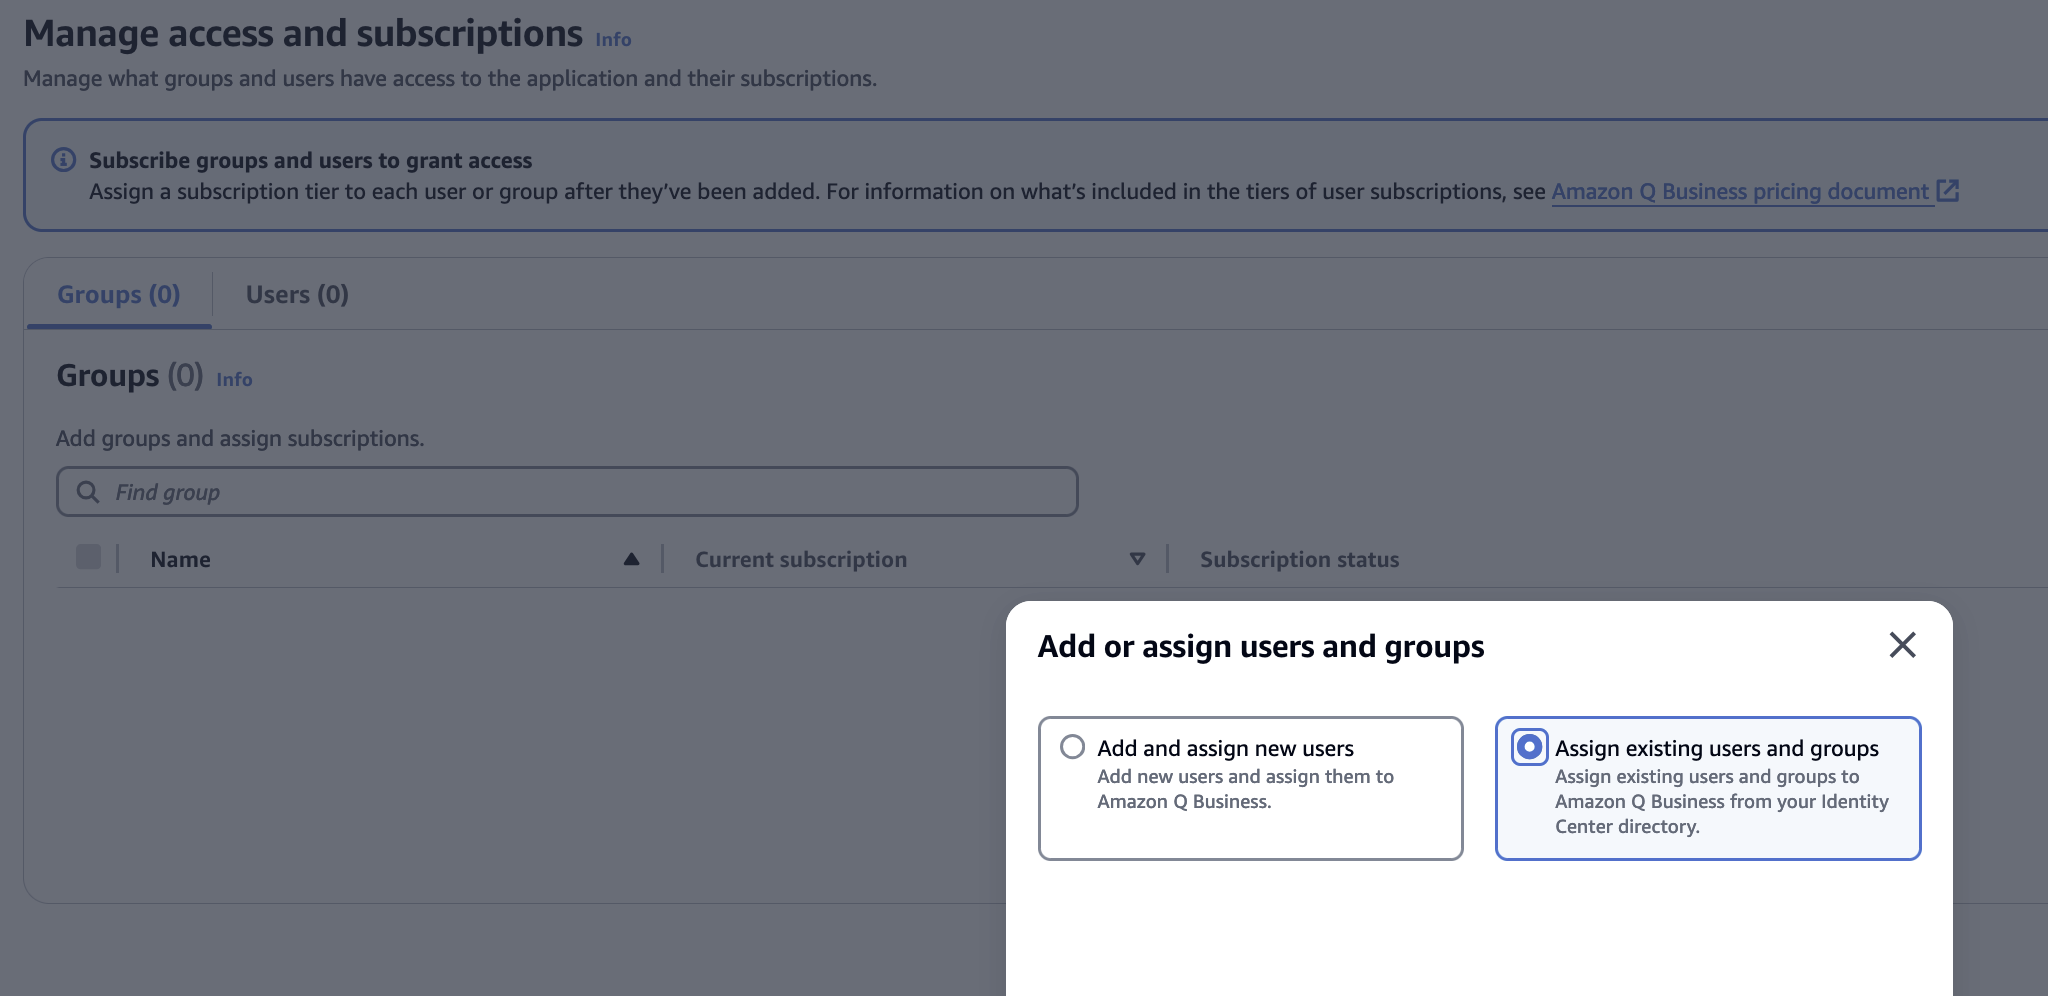 Manage access and subscriptions Info
Manage what groups and users have access to the application and their subscriptions.
Subscribe groups and users to grant access
Assign a subscription tier to each user or group after they’ve been added. For information on what’s included in the tiers of user subscriptions, see Amazon Q Business pricing document
Groups (0) Users (0)
Groups (0) Info
Add groups and assign subscriptions.
Find group
Name Current subscription Subscription status
Add or assign users and groups
Add and assign new users
Add new users and assign them to
Amazon Q Business.
Assign existing users and groups
Assign existing users and groups to
Amazon Q Business from your Identity
Center directory.